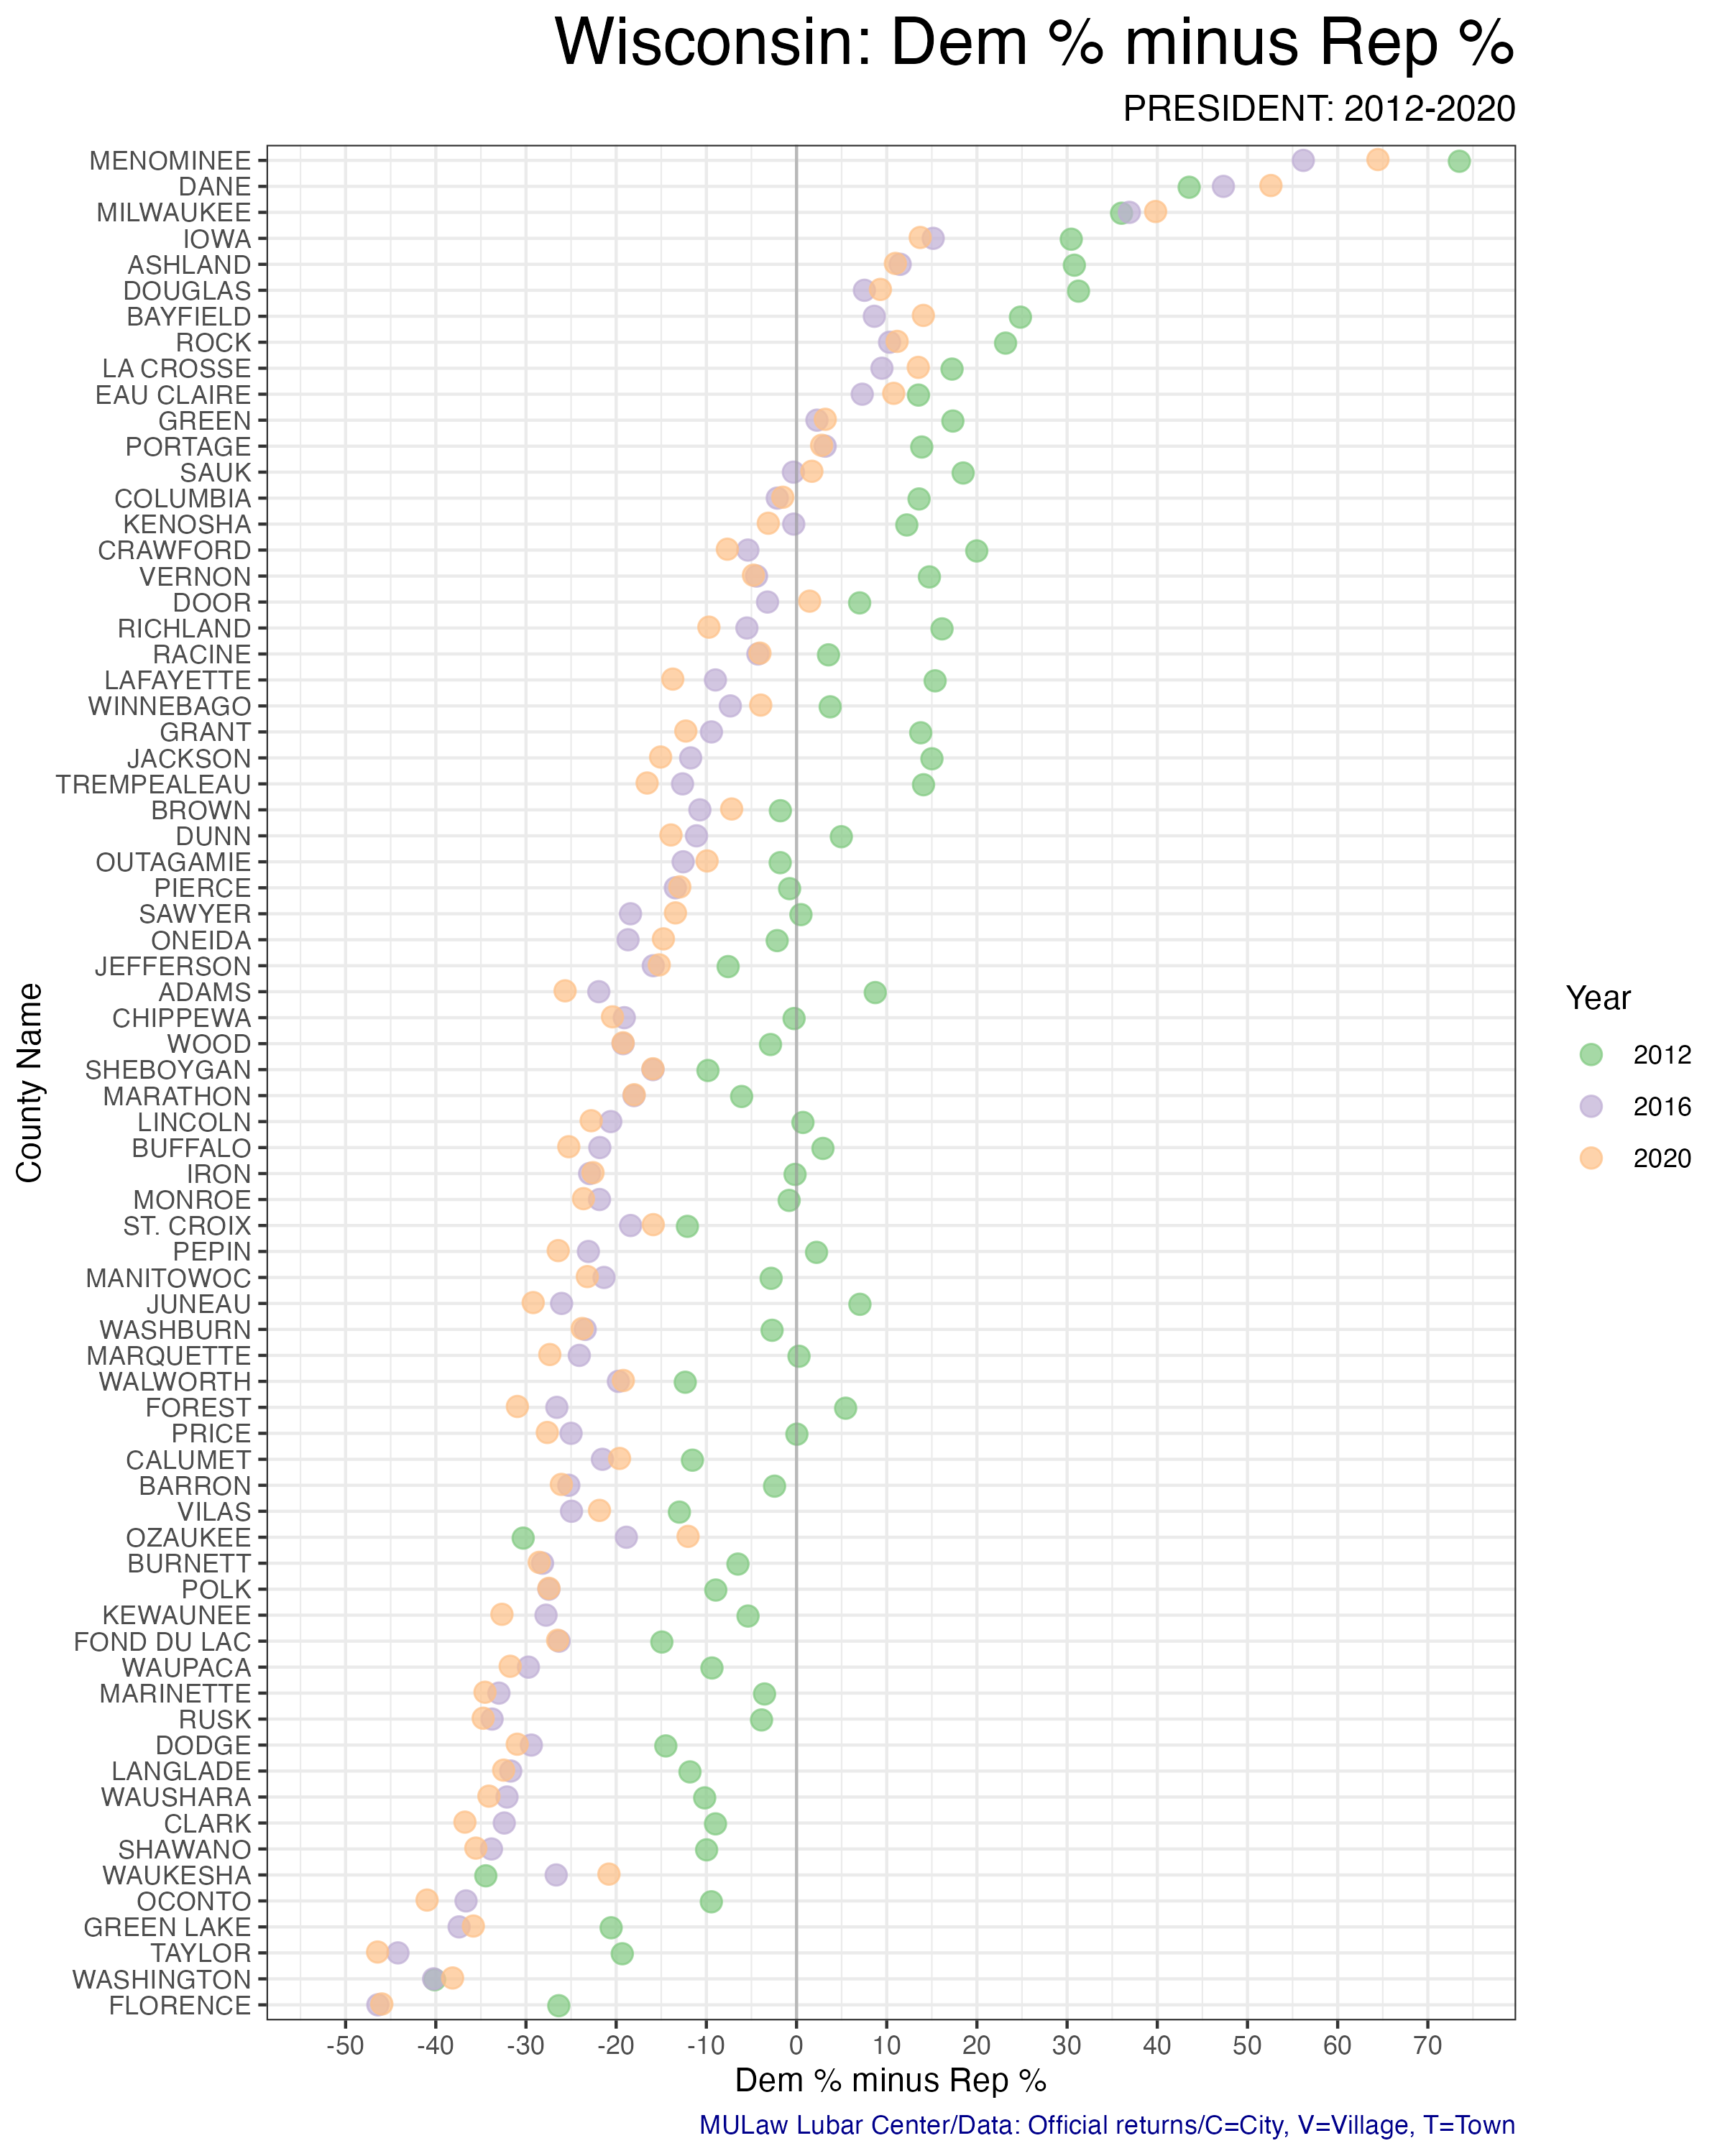 Wisconsin: Dem % minus Rep %
PRESIDENT: 2012-2020
MENOMINEE
DANE
MILWAUKEE
IOWA
ASHLAND
DOUGLAS
BAYFIELD
ROCK
LA CROSSE
EAU CLAIRE
GREEN
PORTAGE
SAUK
COLUMBIA
KENOSHA
CRAWFORD
VERNON
DOOR
RICHLAND
RACINE
LAFAYETTE
WINNEBAGO
GRANT
JACKSON
TREMPEALEAU
BROWN
DUNN
OUTAGAMIE
PIERCE
SAWYER
ONEIDA
JEFFERSON
ADAMS
CHIPPEWA
WOOD
SHEBOYGAN
MARATHON
LINCOLN
BUFFALO
IRON
MONROE
ST. CROIX
PEPIN
MANITOWOC
JUNEAU
WASHBURN
MARQUETTE
WALWORTH
FOREST
PRICE
CALUMET
BARRON
VILAS
OZAUKEE
BURNETT
POLK
KEWAUNEE
FOND DU LAC
WAUPACA
MARINETTE
RUSK
DODGE
LANGLADE
WAUSHARA
CLARK
SHAWANO
WAUKESHA
OCONTO
GREEN LAKE
TAYLOR
WASHINGTON
FLORENCE
County Name
-50 -40 -30 -20 -10 0 10 20 30 40 50 60 70
Dem % minus Rep %
Year
2012
2016
2020
MULaw Lubar Center/Data: Official returns/C=City, V=Village, T=Town